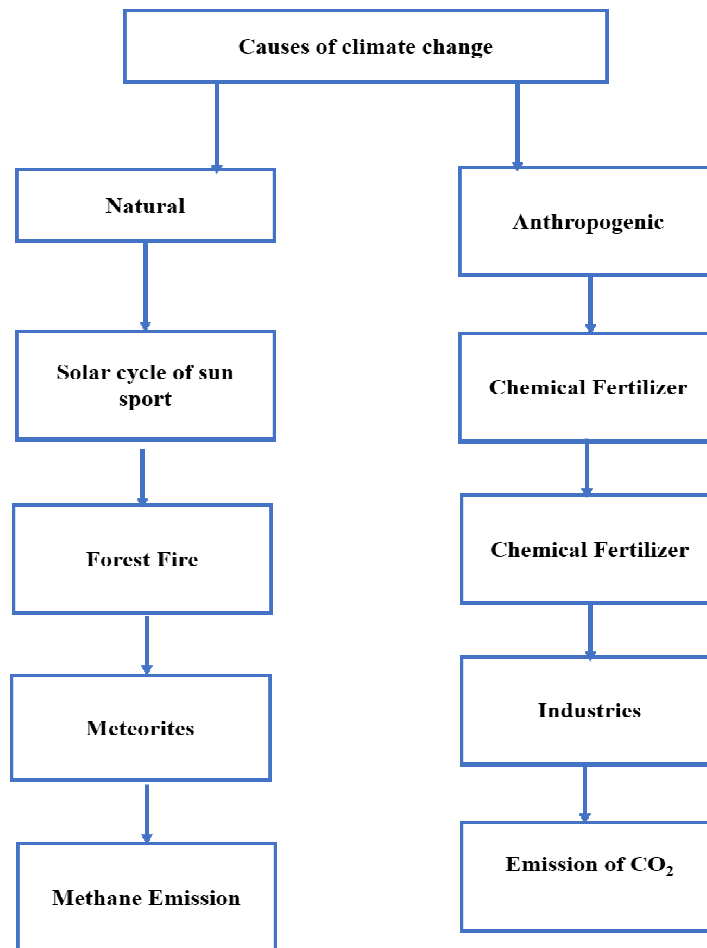 Causes of climate change
Natural
Solar cycle of sun
sport
Forest Fire
Meteorites
Methane Emission
Anthropogenic
Chemical Fertilizer
Chemical Fertilizer
Industries
Emission of CO₂